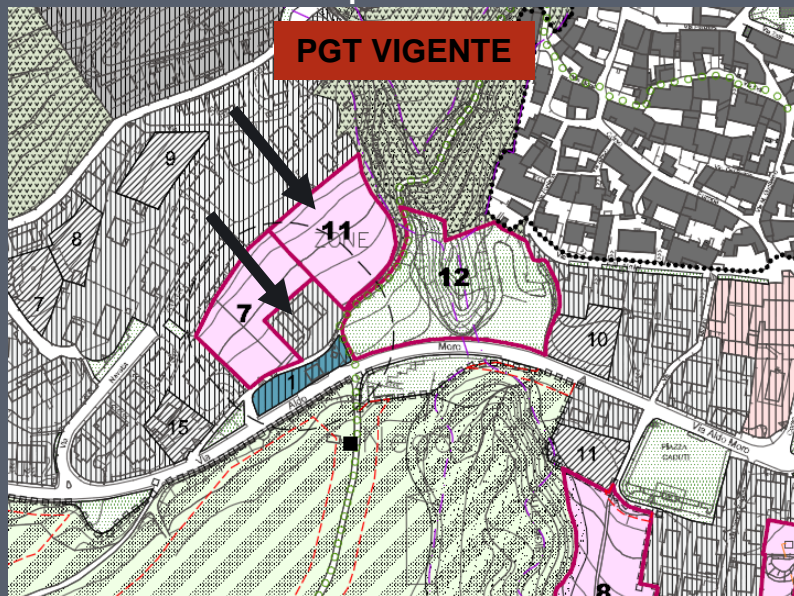 PGT VIGENTE
9
11
ZONE
8
12
7
7
10
Moro
1
Aldo
15
Via
Via Aldo Moro
11
PIAZZA
CADUTI
8